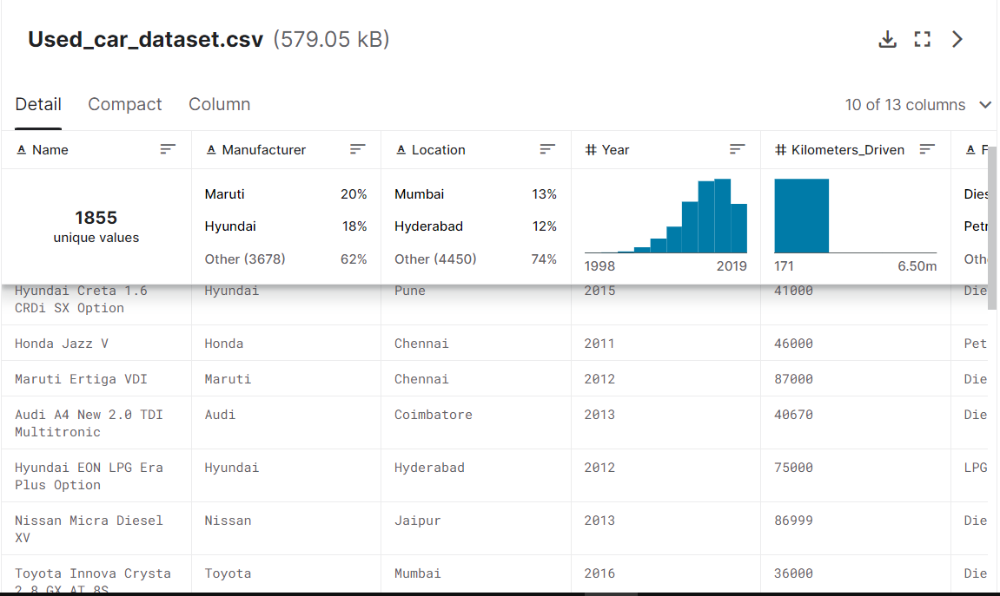 Used_car_dataset.csv (579.05 kB)
Detail Compact Column 10 of 13 columns
A Name A Manufacturer A Location # Year # Kilometers_Driven A
1855
unique values
Maruti 20%
Hyundai 18%
Other (3678) 62%
Mumbai 13%
Hyderabad 12%
Other (4450) 74%
1998 2019
171 6.50m
Dies
Petr
Oth
Hyundai Creta 1.6
CRDi SX Option
Hyundai Pune 2015 41000 Die
Honda Jazz V Honda Chennai 2011 46000 Pet
Maruti Ertiga VDI Maruti Chennai 2012 87000 Die
Audi A4 New 2.0 TDI
Multitronic
Audi Coimbatore 2013 40670 Die
Hyundai EON LPG Era
Plus Option
Hyundai Hyderabad 2012 75000 LPG
Nissan Micra Diesel
XV
Nissan Jaipur 2013 86999 Die
Toyota Innova Crysta
2.8 GX AT 8S
Toyota Mumbai 2016 36000 Die